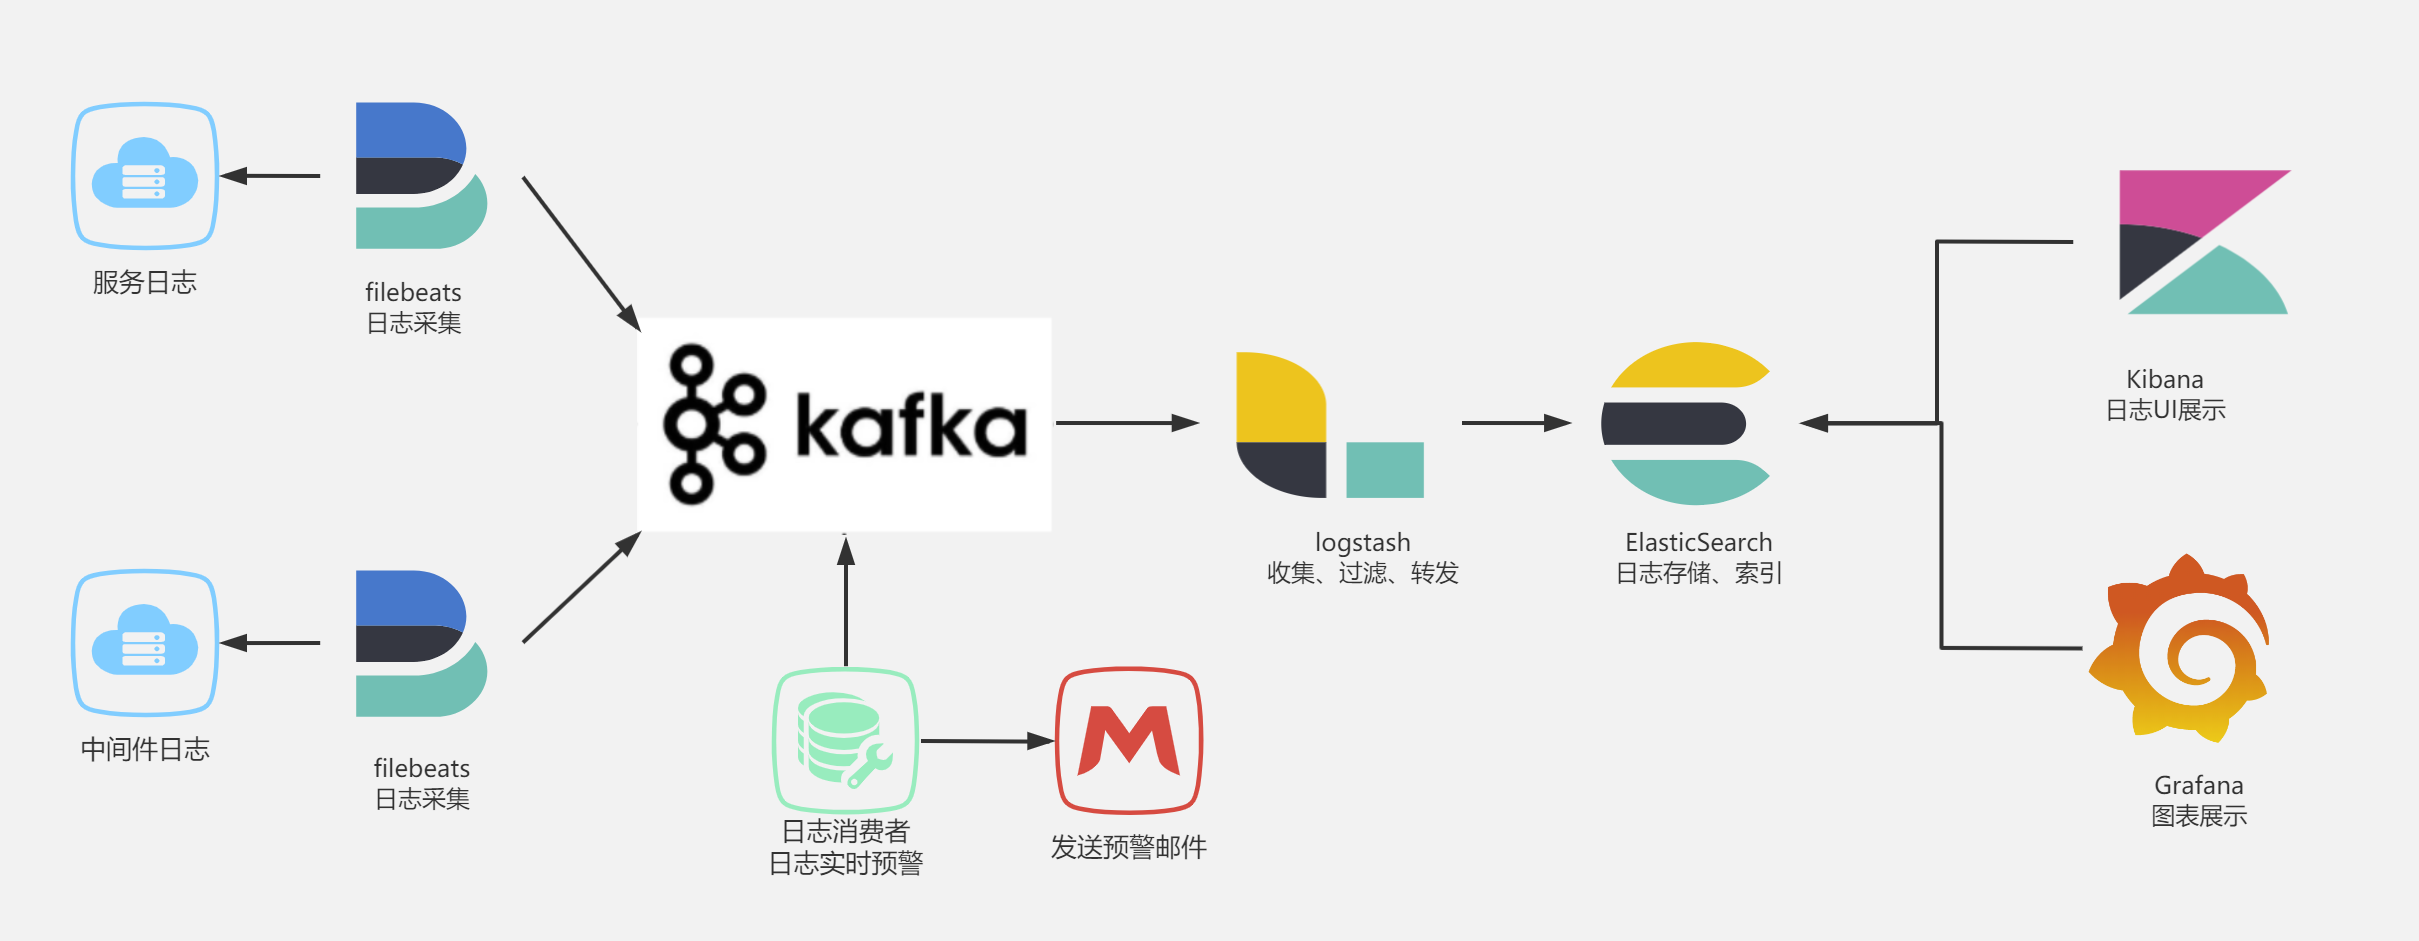 服务日志
filebeats
日志采集
kafka
logstash
收集、过滤、转发
ElasticSearch
日志存储、索引
Kibana
日志UI展示
中间件日志
filebeats
日志采集
日志消费者
日志实时预警
发送预警邮件
Grafana
图表展示